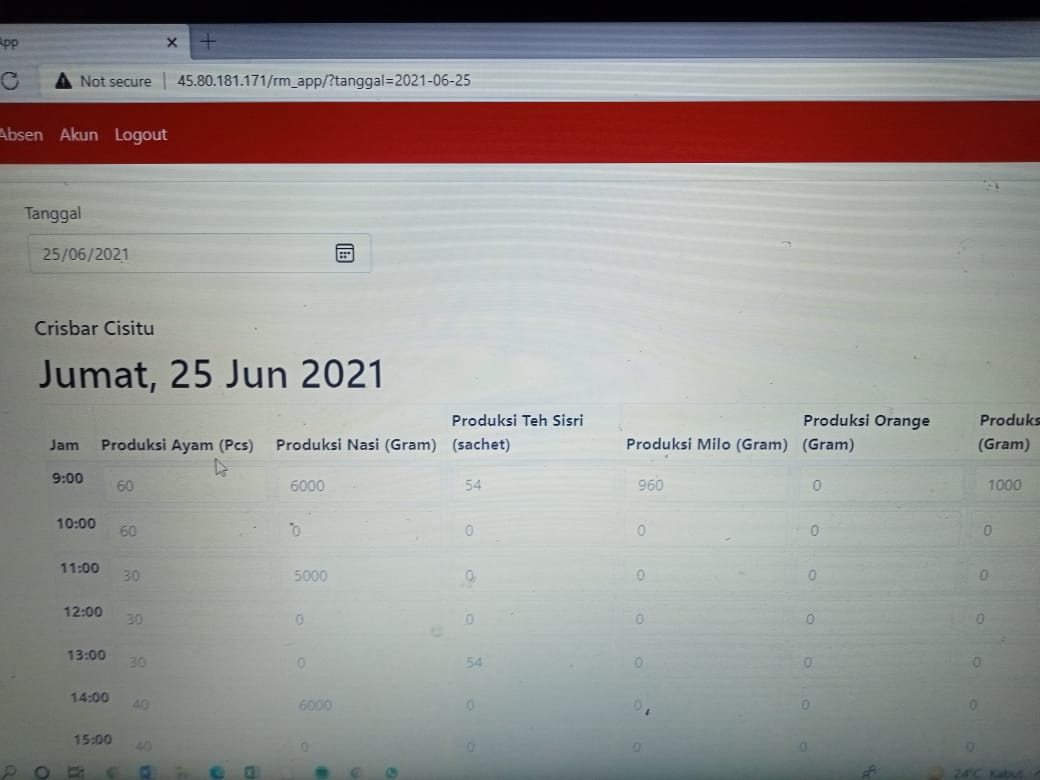 App
Not secure 45.80.181.171/rm_app/?tanggal=2021-06-25
Absen Akun Logout
Tanggal
25/06/2021
Crisbar Cisitu
Jumat, 25 Jun 2021
Jam Produksi Ayam (Pcs) Produksi Nasi (Gram) Produksi Teh Sisri (sachet) Produksi Milo (Gram) Produksi Orange (Gram) Produks (Gram)
9:00 60 6000 54 960 0 1000
10:00 60 0 0 0 0 0
11:00 30 5000 0 0 0 0
12:00 30 0 0 0 0 0
13:00 30 0 54 0 0 0
14:00 40 6000 0 0 0 0
15:00 40 0 0 0 0 0
24°C Kabut